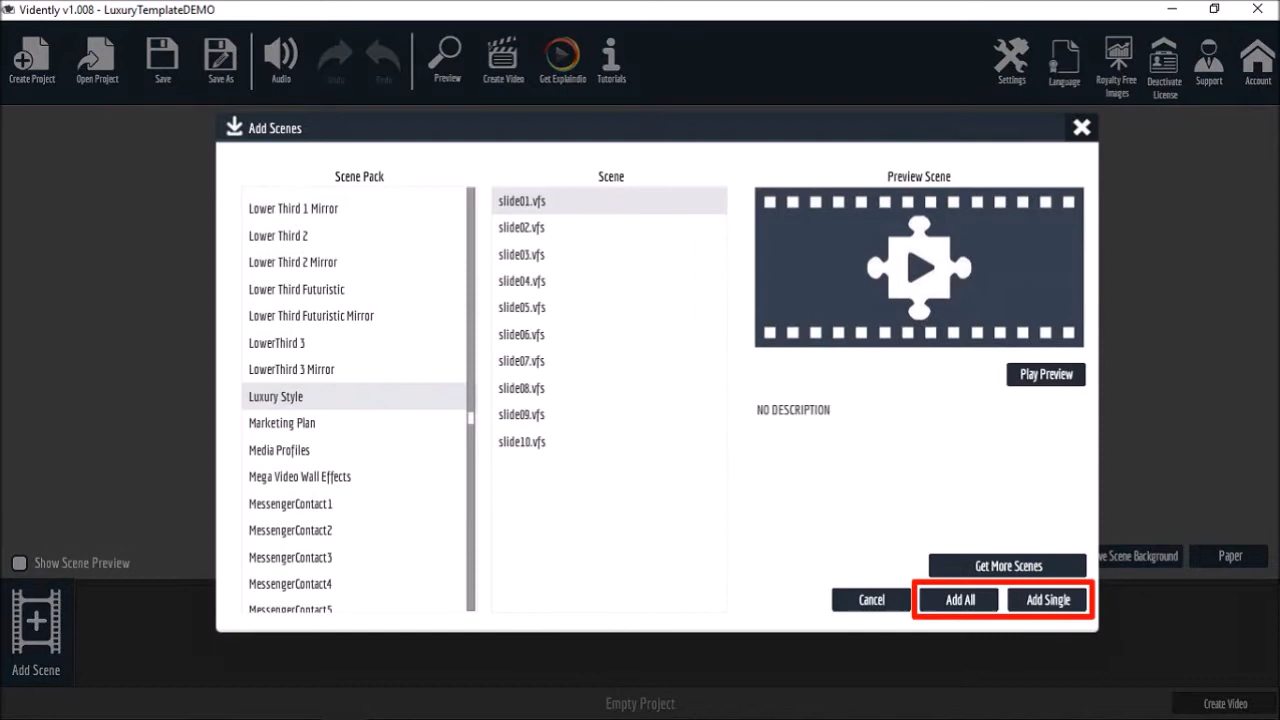 Vidently v1.008 - LuxuryTemplateDEMO
Create Project
Open Project
Save
Save As
Audio
Undo
Redo
Preview
Create Video
Get Explaindio
Tutorials
Settings
Language
Royalty Free
Images
Deactivate
License
Support
Account
Add Scenes
Scene Pack
Scene
Preview Scene
Lower Third 1 Mirror
Lower Third 2
Lower Third 2 Mirror
Lower Third Futuristic
Lower Third Futuristic Mirror
LowerThird 3
LowerThird 3 Mirror
Luxury Style
Marketing Plan
Media Profiles
Mega Video Wall Effects
MessengerContact1
MessengerContact2
MessengerContact3
MessengerContact4
MessengerContact5
slide01.vfs
slide02.vfs
slide03.vfs
slide04.vfs
slide05.vfs
slide06.vfs
slide07.vfs
slide08.vfs
slide09.vfs
slide10.vfs
Play Preview
NO DESCRIPTION
Get More Scenes
Cancel
Add All
Add Single
Show Scene Preview
Scene Background
Paper
Add Scene
Empty Project
Create Video